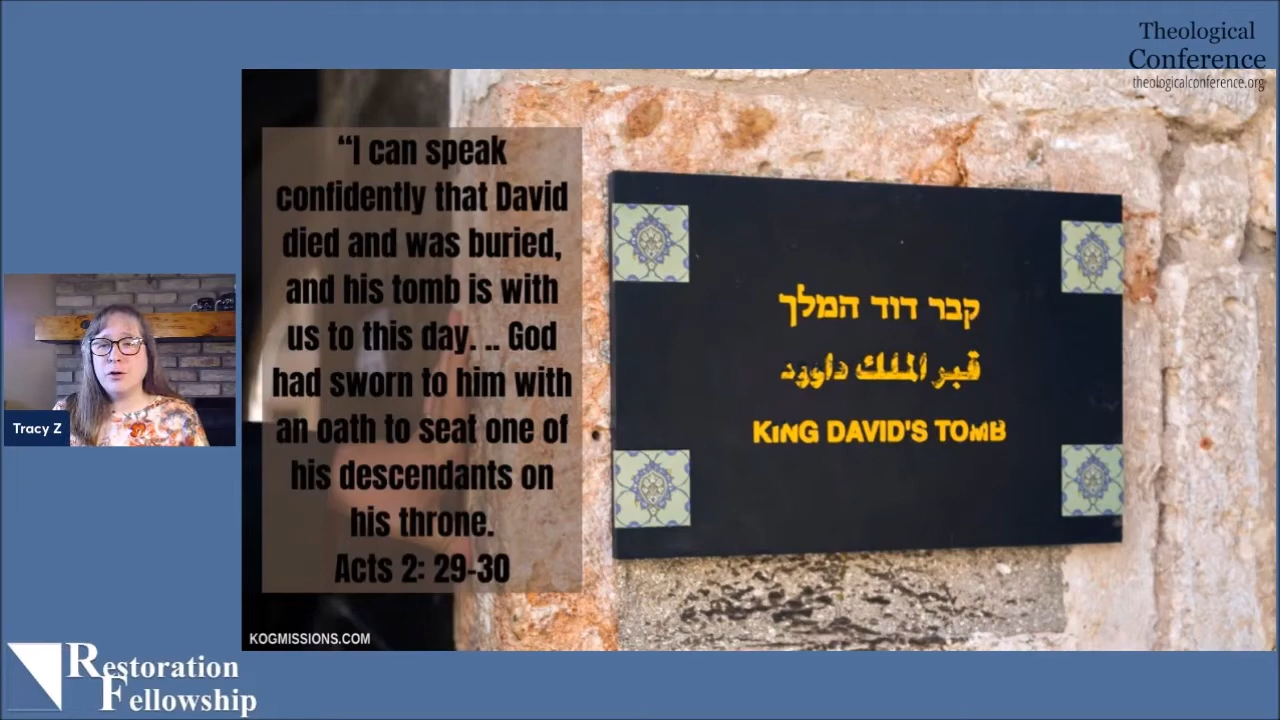 Theological
Conference
theologicalconference.org
“I can speak
confidently that David
died and was buried,
and his tomb is with
us to this day. .. God
had sworn to him with
an oath to seat one of
his descendants on
his throne.
Acts 2: 29-30
קבר דוד המלך
قبر الملك داوود
KING DAVID'S TOMB
Tracy Z
KOGMISSIONS.COM
Restoration
Fellowship